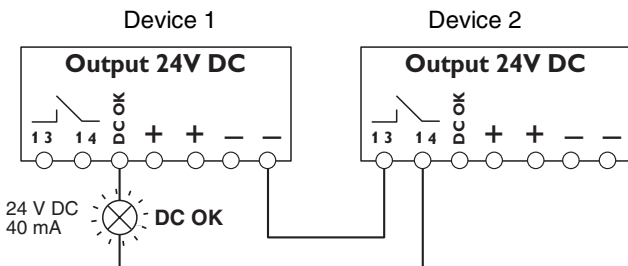 Device 1 Device 2
Output 24V DC Output 24V DC
13 14 DC OK + + – – 13 14 DC OK + + – –
24 V DC
40 mA
DC OK